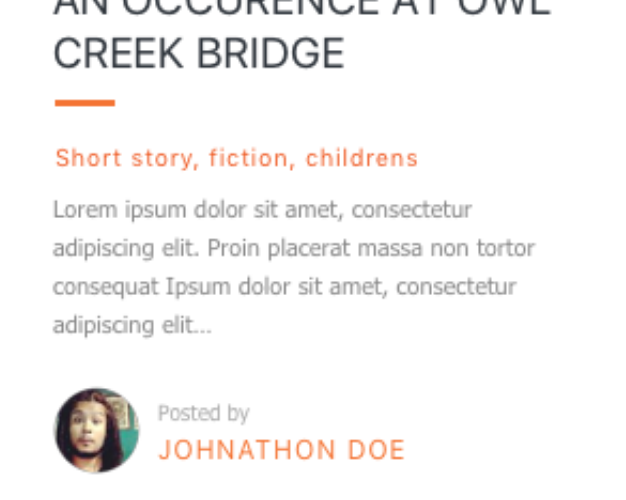 AN OCCURENCE AT OWL
CREEK BRIDGE
Short story, fiction, childrens
Lorem ipsum dolor sit amet, consectetur
adipiscing elit. Proin placerat massa non tortor
consequat Ipsum dolor sit amet, consectetur
adipiscing elit...
Posted by
JOHNATHON DOE